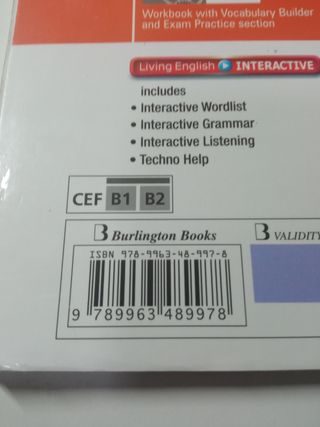 Workbook with Vocabulary Builder
and Exam Practice section
Living English INTERACTIVE
includes
• Interactive Wordlist
• Interactive Grammar
• Interactive Listening
• Techno Help
CEF B1 B2
B Burlington Books
B VALIDITY
ISBN 978-9963-48-997-8
9 789963 489978